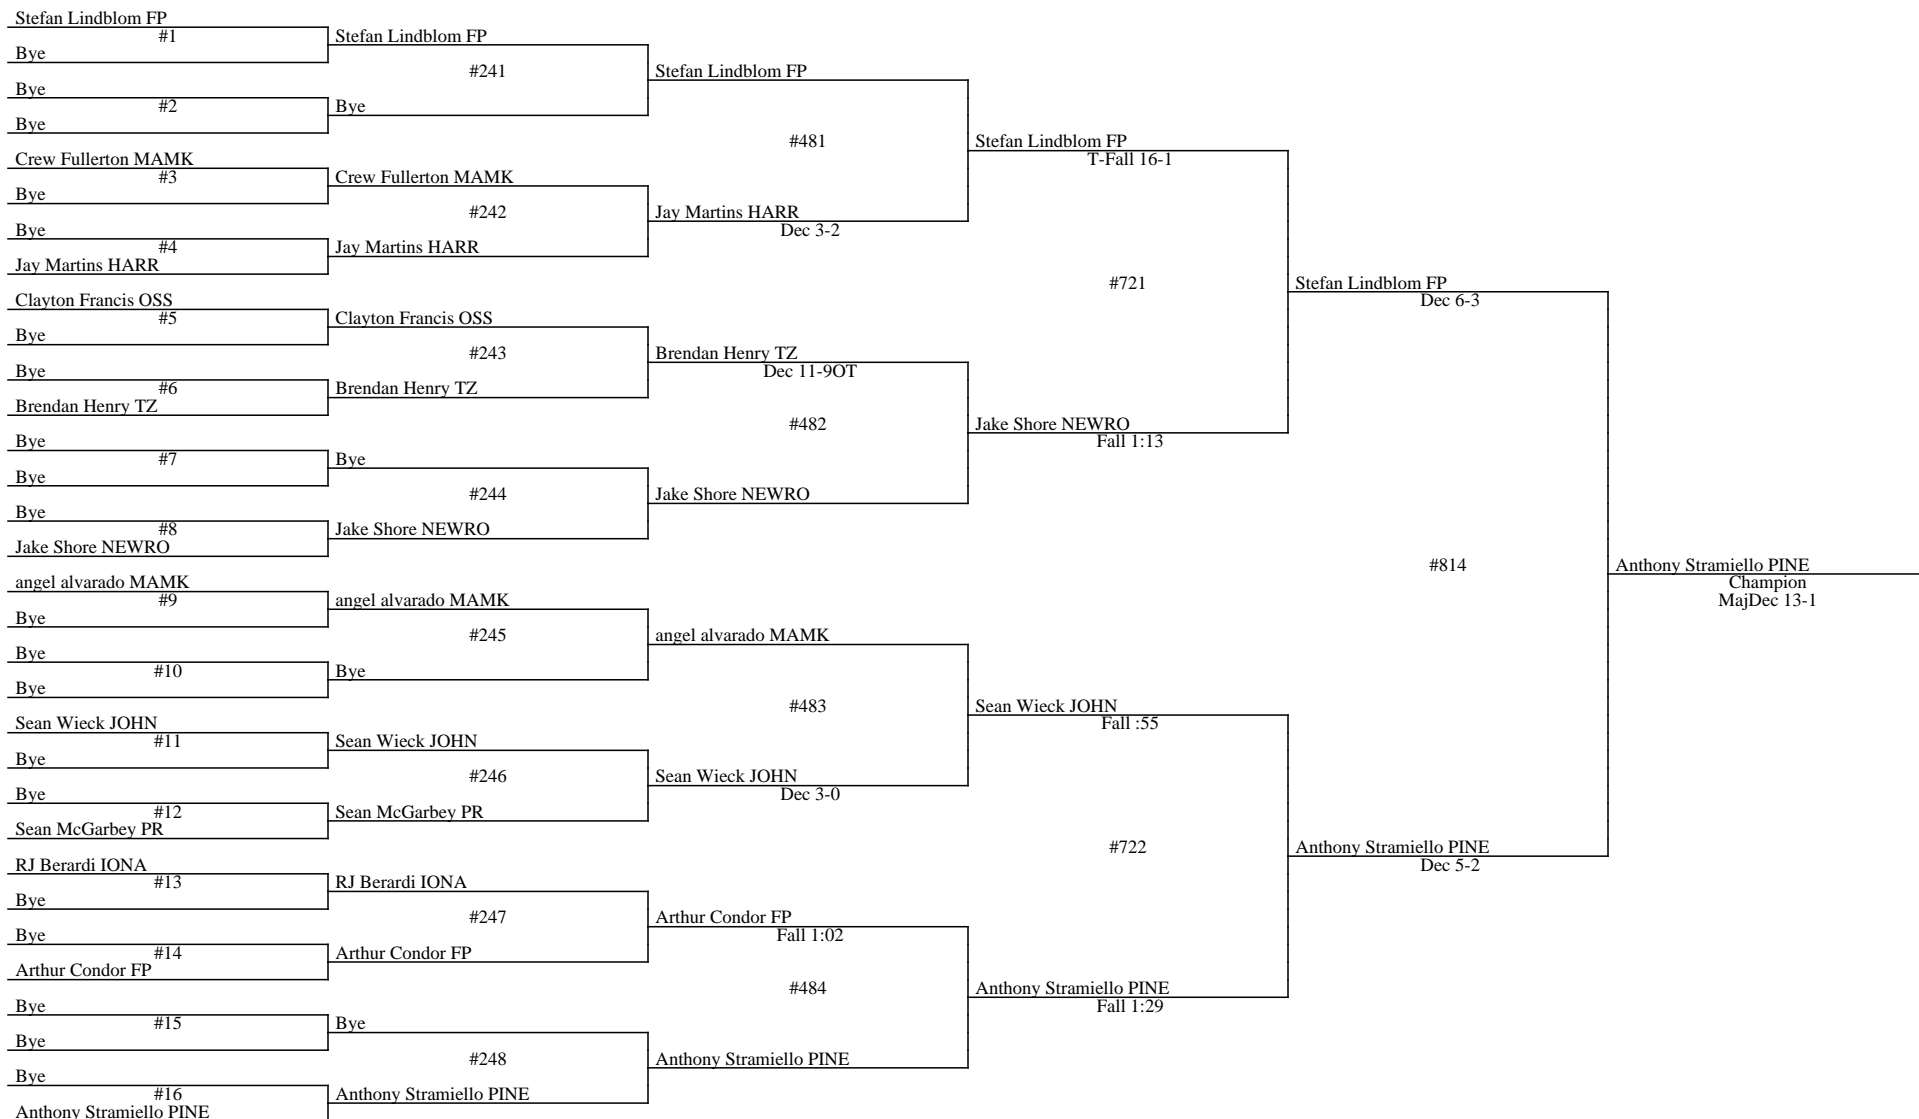 Stefan Lindblom FP
#1
Bye
Bye
#2
Bye
Crew Fullerton MAMK
#3
Bye
Bye
#4
Jay Martins HARR
Clayton Francis OSS
#5
Bye
Bye
#6
Brendan Henry TZ
Bye
#7
Bye
Bye
#8
Jake Shore NEWRO
angel alvarado MAMK
#9
Bye
Bye
#10
Bye
Sean Wieck JOHN
#11
Bye
Bye
#12
Sean McGarbey PR
RJ Berardi IONA
#13
Bye
Bye
#14
Arthur Condor FP
Bye
#15
Bye
Bye
#16
Anthony Stramiello PINE
Stefan Lindblom FP
#241
Bye
Crew Fullerton MAMK
#242
Jay Martins HARR
Clayton Francis OSS
#243
Brendan Henry TZ
Bye
#244
Jake Shore NEWRO
angel alvarado MAMK
#245
Bye
Sean Wieck JOHN
#246
Sean McGarbey PR
RJ Berardi IONA
#247
Arthur Condor FP
Bye
#248
Anthony Stramiello PINE
Stefan Lindblom FP
#481
Jay Martins HARR
Dec 3-2
Brendan Henry TZ
Dec 11-9OT
#482
Jake Shore NEWRO
angel alvarado MAMK
#483
Sean Wieck JOHN
Dec 3-0
Arthur Condor FP
Fall 1:02
#484
Anthony Stramiello PINE
Stefan Lindblom FP
T-Fall 16-1
#721
Jake Shore NEWRO
Fall 1:13
Sean Wieck JOHN
Fall :55
#722
Anthony Stramiello PINE
Fall 1:29
Stefan Lindblom FP
Dec 6-3
#814
Anthony Stramiello PINE
Dec 5-2
Anthony Stramiello PINE
Champion
MajDec 13-1